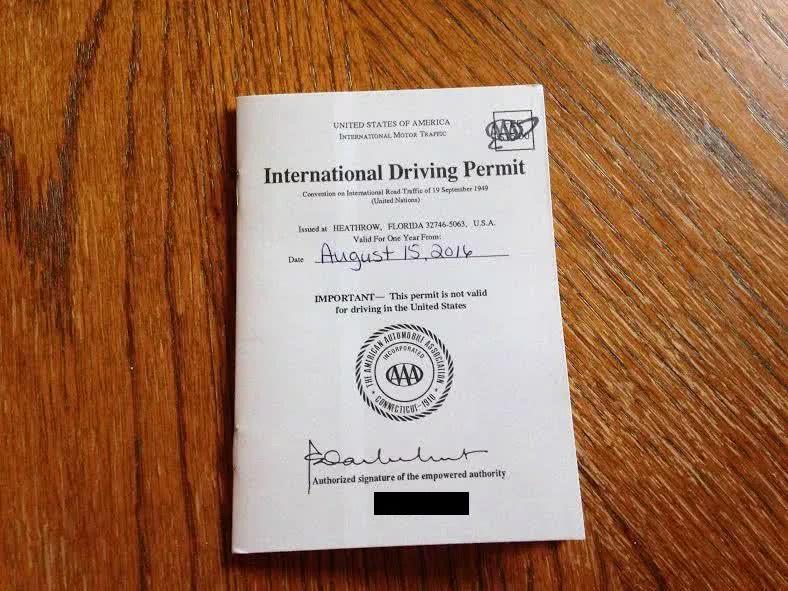 UNITED STATES OF AMERICA
INTERNATIONAL MOTOR TRAFFIC
AAA
International Driving Permit
Convention on International Road Traffic of 19 September 1949
(United Nations)
Issued at HEATHROW, FLORIDA 32746-5063, U.S.A.
Valid For One Year From:
Date August 15, 2016
IMPORTANT— This permit is not valid
for driving in the United States
THE AMERICAN AUTOMOBILE ASSOCIATION
INCORPORATED
AAA
CONNECTICUT-1910
Authorized signature of the empowered authority